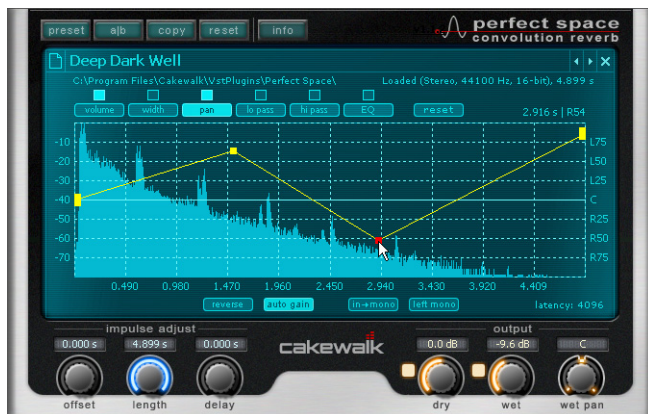 preset a|b copy reset info
perfect space
convolution reverb
Deep Dark Well
C:\Program Files\Cakewalk\VstPlugins\Perfect Space\ Loaded (Stereo, 44100 Hz, 16-bit), 4.899 s
volume width pan lo pass hi pass EQ reset 2.916 s | R54
-10 L75
-20 L50
-30 L25
-40 C
-50 R25
-60 R50
-70 R75
0.490 0.980 1.470 1.960 2.450 2.940 3.430 3.920 4.409
reverse auto gain in→mono left mono latency: 4096
impulse adjust output
0.000 s 4.899 s 0.000 s cakewalk 0.0 dB -9.6 dB C
offset length delay dry wet wet pan